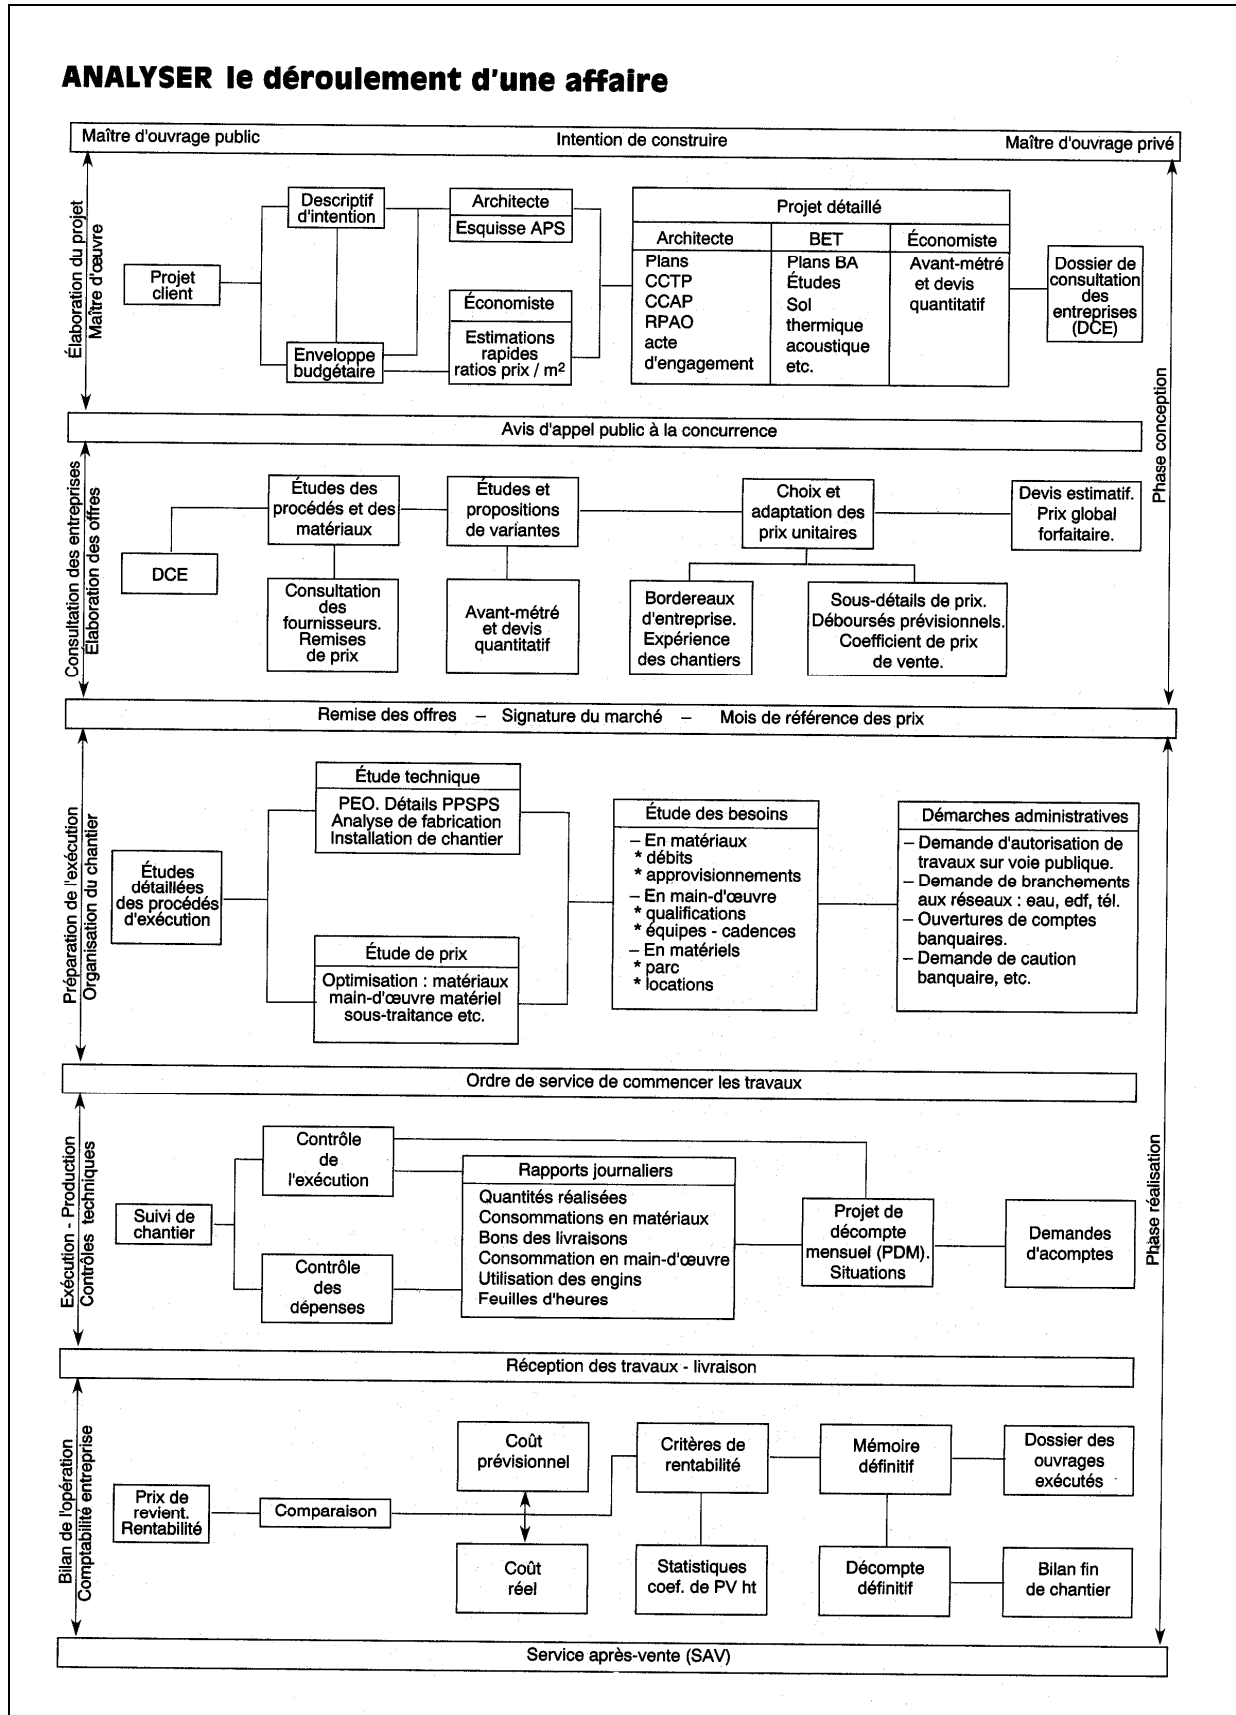 ANALYSER le déroulement d'une affaire
Maître d'ouvrage public
Intention de construire
Maître d'ouvrage privé
Élaboration du projet
Maître d'œuvre
Projet
client
Descriptif
d'intention
Enveloppe
budgétaire
Architecte
Esquisse APS
Économiste
Estimations
rapides
ratios prix / m²
Projet détaillé
Architecte
Plans
CCTP
CCAP
RPAO
acte
d'engagement
BET
Plans BA
Études
Sol
thermique
acoustique
etc.
Économiste
Avant-métré
et devis
quantitatif
Dossier de
consultation
des
entreprises
(DCE)
Phase conception
Avis d'appel public à la concurrence
Consultation des entreprises
Élaboration des offres
DCE
Études des
procédés et des
matériaux
Consultation
des
fournisseurs.
Remises
de prix
Études et
propositions
de variantes
Avant-métré
et devis
quantitatif
Choix et
adaptation des
prix unitaires
Bordereaux
d'entreprise.
Expérience
des chantiers
Sous-détails de prix.
Déboursés prévisionnels.
Coefficient de prix
de vente.
Devis estimatif.
Prix global
forfaitaire.
Remise des offres – Signature du marché – Mois de référence des prix
Préparation de l'exécution
Organisation du chantier
Études
détaillées
des procédés
d'exécution
Étude technique
PEO. Détails PPSPS
Analyse de fabrication
Installation de chantier
Étude de prix
Optimisation : matériaux
main-d'œuvre matériel
sous-traitance etc.
Étude des besoins
– En matériaux
* débits
* approvisionnements
– En main-d'œuvre
* qualifications
* équipes - cadences
– En matériels
* parc
* locations
Démarches administratives
– Demande d'autorisation de
travaux sur voie publique.
– Demande de branchements
aux réseaux : eau, edf, tél.
– Ouvertures de comptes
banquaires.
– Demande de caution
banquaire, etc.
Ordre de service de commencer les travaux
Phase réalisation
Exécution - Production
Contrôles techniques
Suivi de
chantier
Contrôle
de
l'exécution
Contrôle
des
dépenses
Rapports journaliers
Quantités réalisées
Consommations en matériaux
Bons des livraisons
Consommation en main-d'œuvre
Utilisation des engins
Feuilles d'heures
Projet de
décompte
mensuel (PDM).
Situations
Demandes
d'acomptes
Réception des travaux - livraison
Bilan de l'opération
Comptabilité entreprise
Prix de
revient.
Rentabilité
Comparaison
Coût
prévisionnel
Coût
réel
Critères de
rentabilité
Statistiques
coef. de PV ht
Mémoire
définitif
Décompte
définitif
Dossier des
ouvrages
exécutés
Bilan fin
de chantier
Service après-vente (SAV)